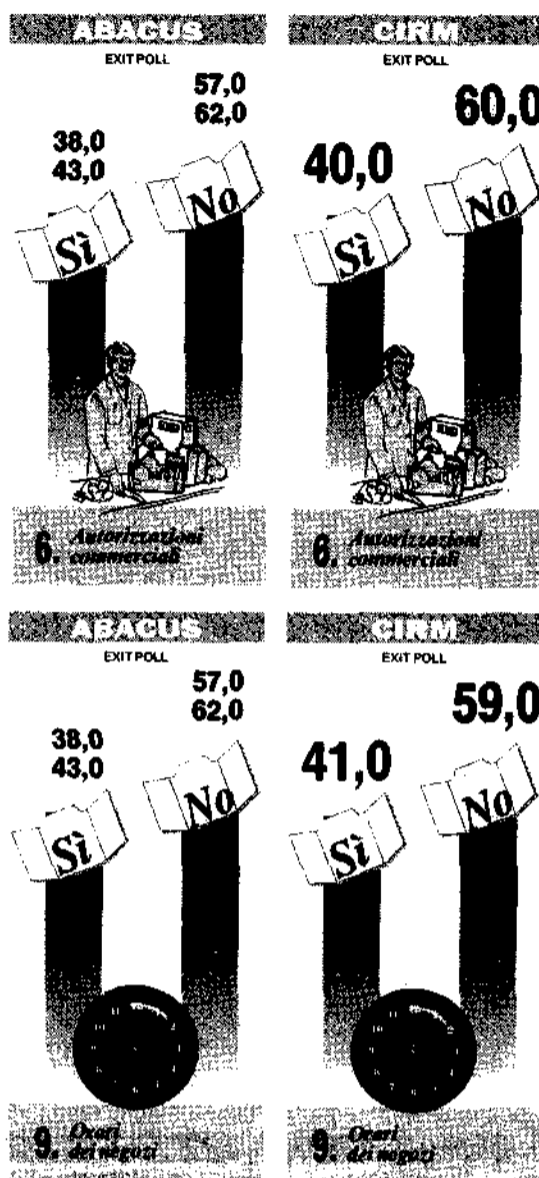 ABACUS
EXIT POLL
57,0
62,0
38,0
43,0
Sì
No
6. Autorizzazioni
commerciali
CIRM
EXIT POLL
60,0
40,0
Sì
No
6. Autorizzazioni
commerciali
ABACUS
EXIT POLL
57,0
62,0
38,0
43,0
Sì
No
9. Orari
dei negozi
CIRM
EXIT POLL
59,0
41,0
Sì
No
9. Orari
dei negozi